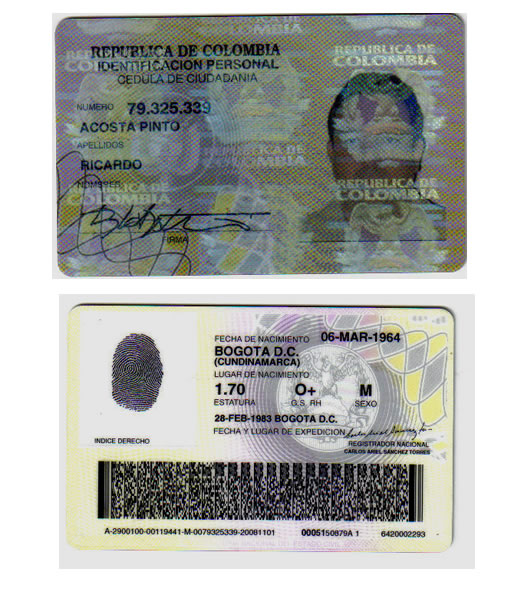 REPUBLICA DE COLOMBIA
IDENTIFICACION PERSONAL
CEDULA DE CIUDADANIA
NUMERO 79.325.339
ACOSTA PINTO
APELLIDOS
RICARDO
NOMBRES
FIRMA
REPUBLICA DE
COLOMBIA
REPUBLICA DE
COLOMBIA
REPUBLICA DE
COLOMBIA
FECHA DE NACIMIENTO 06-MAR-1964
BOGOTA D.C.
(CUNDINAMARCA)
LUGAR DE NACIMIENTO
1.70 O+ M
ESTATURA G.S. RH SEXO
28-FEB-1983 BOGOTA D.C.
FECHA Y LUGAR DE EXPEDICION
INDICE DERECHO
REGISTRADOR NACIONAL
CARLOS ARIEL SANCHEZ TORRES
A-2900100-00119441-M-0079325339-20081101 0005150879A 1 6420002293